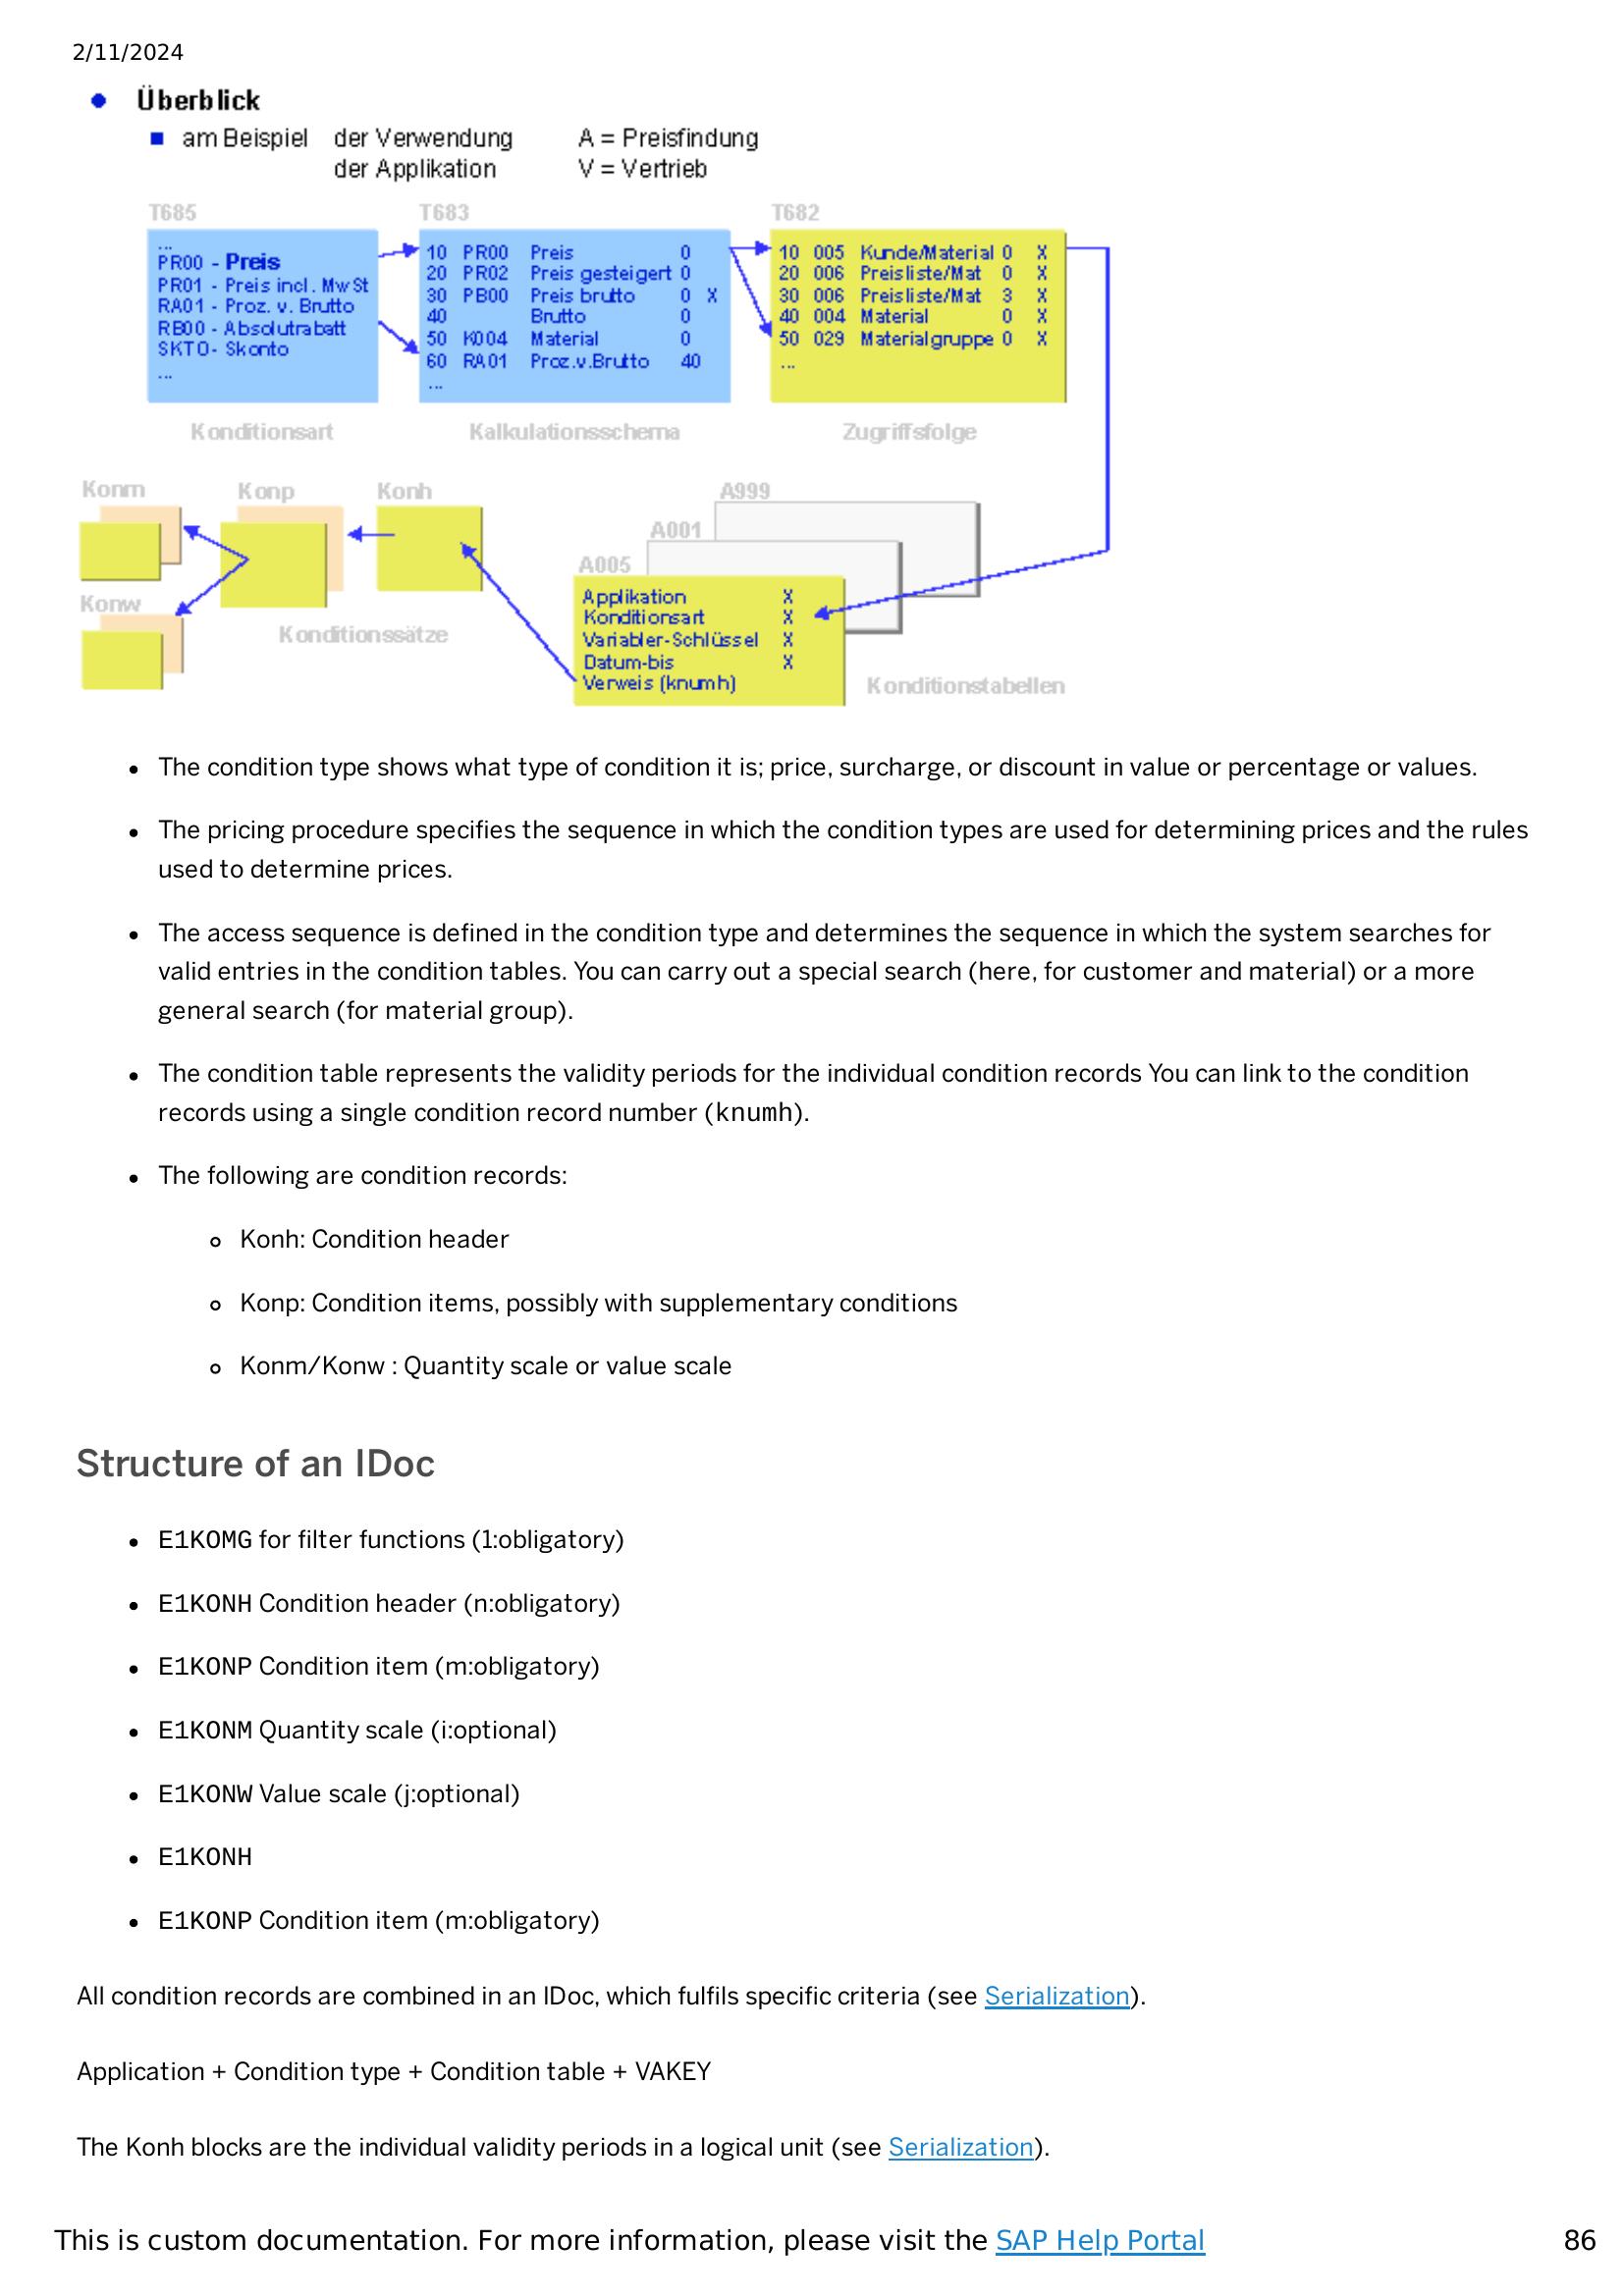 2/11/2024
Überblick
am Beispiel der Verwendung A = Preisfindung
der Applikation V = Vertrieb
T685 T683 T682
...
PR00 - Preis
PR01 - Preis incl. MwSt
RA01 - Proz. v. Brutto
RB00 - Absolutrabatt
SKTO- Skonto
...
10 PR00 Preis 0
20 PR02 Preis gesteigert 0
30 PB00 Preis brutto 0 X
40 Brutto 0
50 K004 Material 0
60 RA01 Proz.v.Brutto 40
...
10 005 Kunde/Material 0 X
20 006 Preisliste/Mat 0 X
30 006 Preisliste/Mat 3 X
40 004 Material 0 X
50 029 Materialgruppe 0 X
...
Konditionsart Kalkulationsschema Zugriffsfolge
Konm Konp Konh A999
A001
A005
Konw
Konditionssätze
Applikation X
Konditionsart X
Variabler-Schlüssel X
Datum-bis X
Verweis (knumh)
Konditionstabellen
• The condition type shows what type of condition it is; price, surcharge, or discount in value or percentage or values.
• The pricing procedure specifies the sequence in which the condition types are used for determining prices and the rules
used to determine prices.
• The access sequence is defined in the condition type and determines the sequence in which the system searches for
valid entries in the condition tables. You can carry out a special search (here, for customer and material) or a more
general search (for material group).
• The condition table represents the validity periods for the individual condition records You can link to the condition
records using a single condition record number (knumh).
• The following are condition records:
Konh: Condition header
Konp: Condition items, possibly with supplementary conditions
Konm/Konw : Quantity scale or value scale
Structure of an IDoc
• E1KOMG for filter functions (1:obligatory)
• E1KONH Condition header (n:obligatory)
• E1KONP Condition item (m:obligatory)
• E1KONM Quantity scale (i:optional)
• E1KONW Value scale (j:optional)
• E1KONH
• E1KONP Condition item (m:obligatory)
All condition records are combined in an IDoc, which fulfils specific criteria (see Serialization).
Application + Condition type + Condition table + VAKEY
The Konh blocks are the individual validity periods in a logical unit (see Serialization).
This is custom documentation. For more information, please visit the SAP Help Portal 86